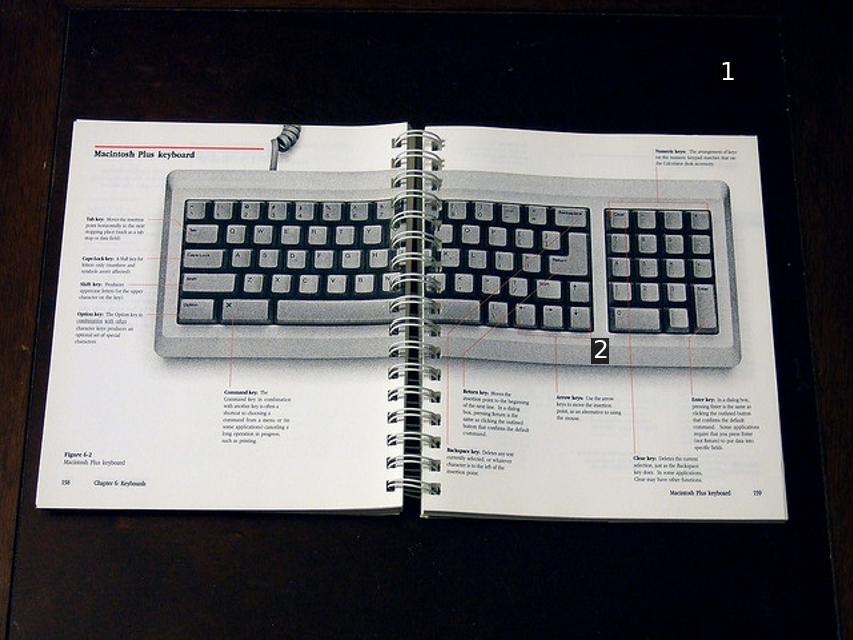 1
Macintosh Plus keyboard
Numeric keys: The arrangement of keys
on the numeric keypad matches that on
the Calculator desk accessory.
Tab key: Moves the insertion
point horizontally to the next
stopping place (such as a tab
stop or data field)
Caps Lock key: A Shift key for
letters only (numbers and
symbols aren't affected).
Shift key: Produces
uppercase letters (or the upper
character on the key).
Option key: The Option key in
combination with other
character keys produces an
optional set of special
characters.
Tab
Q W E R T Y
O P
Caps Lock
A S D F G H
Return
Shift
Z X C V B N
Option
Backspace
Clear
Enter
2
Command key: The
Command key in combination
with another key is often a
shortcut to choosing a
command from a menu or (in
some applications) canceling a
long operation in progress,
such as printing.
Return key: Moves the
insertion point to the beginning
of the next line. In a dialog
box, pressing Return is the
same as clicking the outlined
button that confirms the default
command.
Arrow keys: Use the arrow
keys to move the insertion
point, as an alternative to using
the mouse.
Enter key: In a dialog box,
pressing Enter is the same as
clicking the outlined button
that confirms the default
command. Some applications
require that you press Enter
(not Return) to put data into
specific fields.
Backspace key: Deletes any text
currently selected, or whatever
character is to the left of the
insertion point.
Clear key: Deletes the current
selection, just as the Backspace
key does. In some applications,
Clear may have other functions.
Figure 6-2
Macintosh Plus keyboard
158 Chapter 6: Keyboards
Macintosh Plus keyboard 159